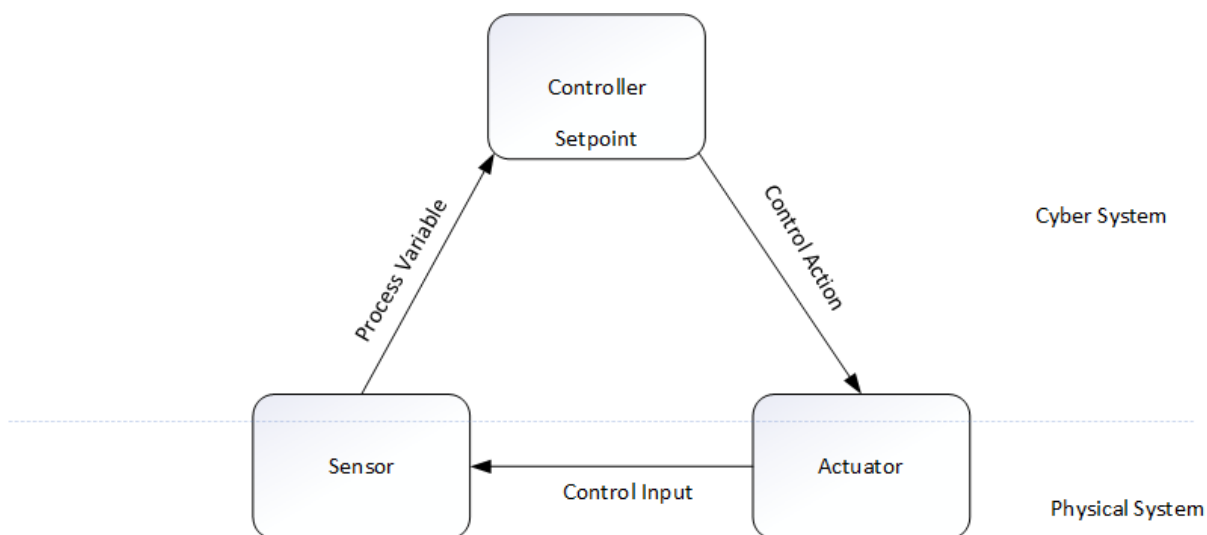 Controller
Setpoint
Process Variable
Control Action
Cyber System
Sensor
Control Input
Actuator
Physical System